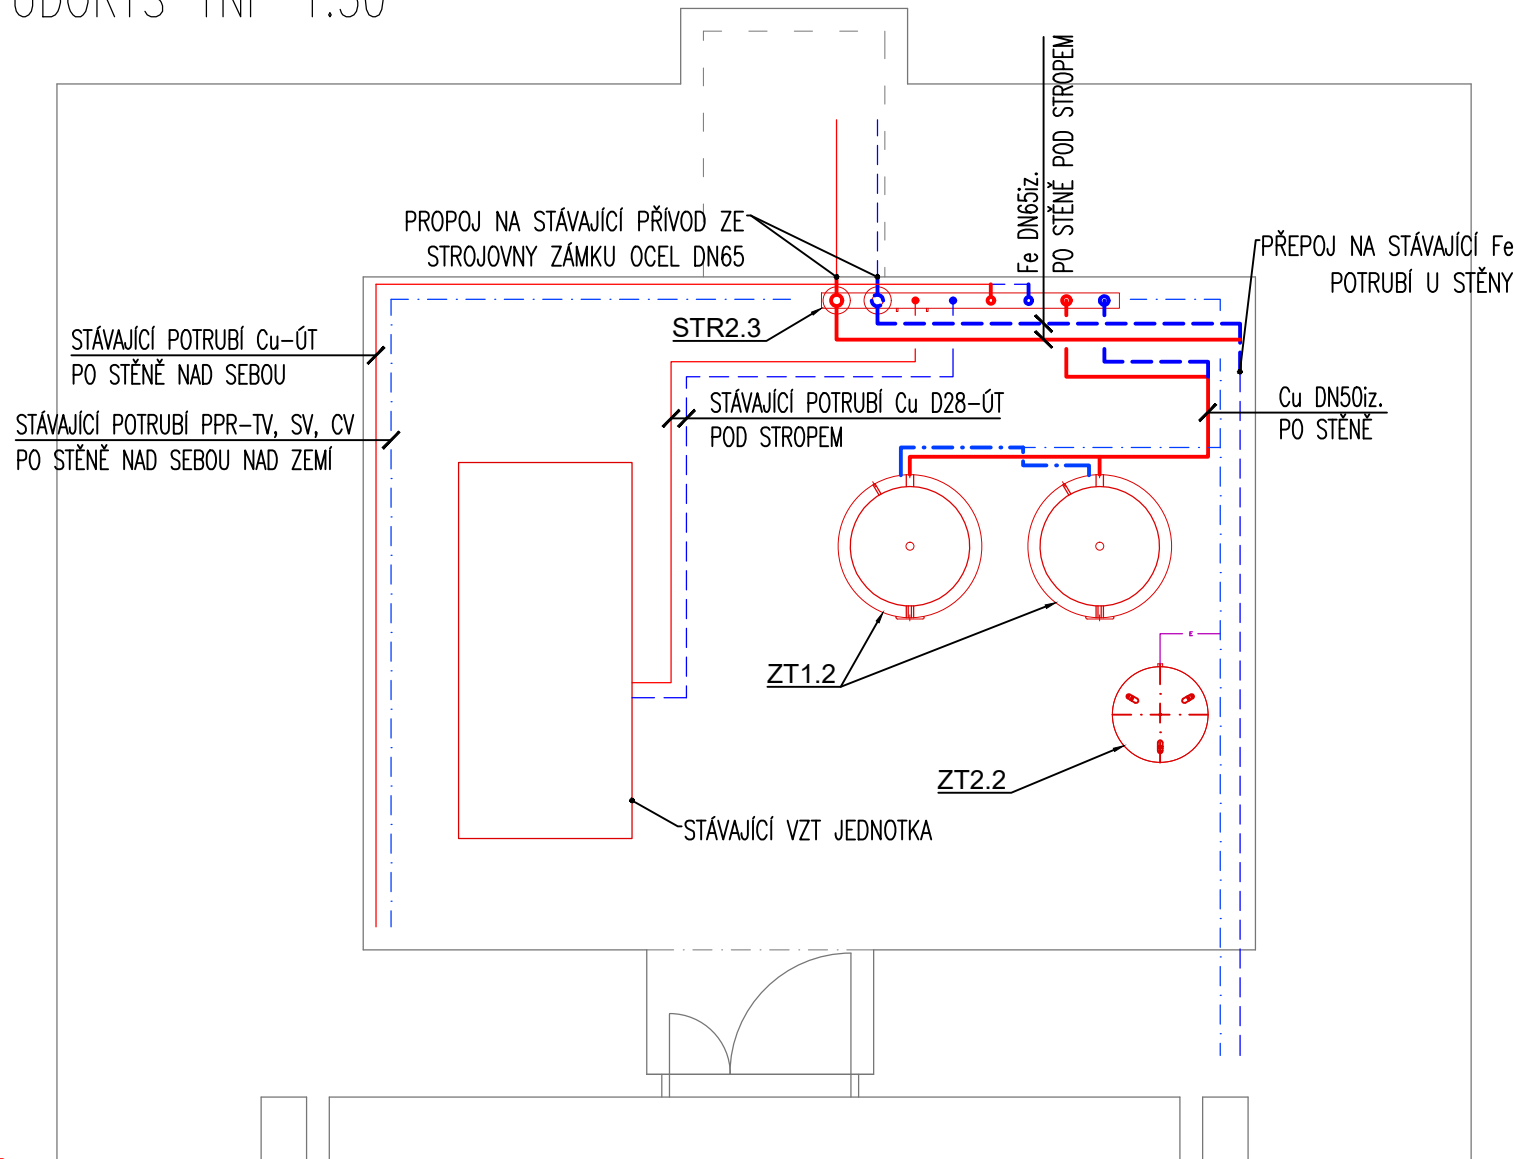 1:50
PO STĚNĚ POD STROPEM
Fe DN65iz.
PROPOJ NA STÁVAJÍCÍ PŘÍVOD ZE
STROJOVNY ZÁMKU OCEL DN65
PŘEPOJ NA STÁVAJÍCÍ Fe
POTRUBÍ U STĚNY
STR2.3
STÁVAJÍCÍ POTRUBÍ Cu-ÚT
PO STĚNĚ NAD SEBOU
STÁVAJÍCÍ POTRUBÍ Cu D28-ÚT
POD STROPEM
Cu DN50iz.
PO STĚNĚ
STÁVAJÍCÍ POTRUBÍ PPR-TV, SV, CV
PO STĚNĚ NAD SEBOU NAD ZEMÍ
E
ZT1.2
ZT2.2
STÁVAJÍCÍ VZT JEDNOTKA